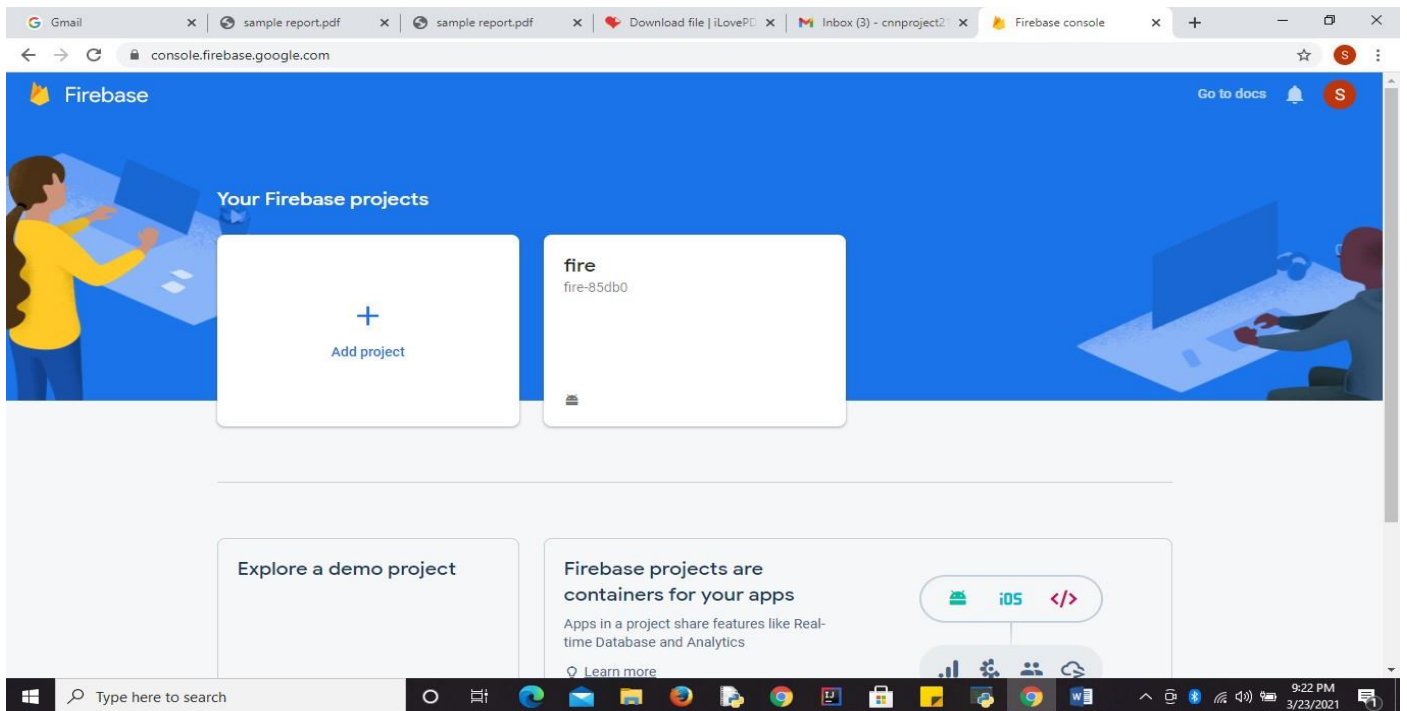 Gmail
sample report.pdf
sample report.pdf
Download file | iLovePD
Inbox (3) - cnnproject21
Firebase console
console.firebase.google.com
S
Firebase
Go to docs
S
Your Firebase projects
Add project
fire
fire-85db0
Explore a demo project
Firebase projects are
containers for your apps
Apps in a project share features like Real-
time Database and Analytics
Learn more
iOS
</>
Type here to search
9:22 PM
3/23/2021